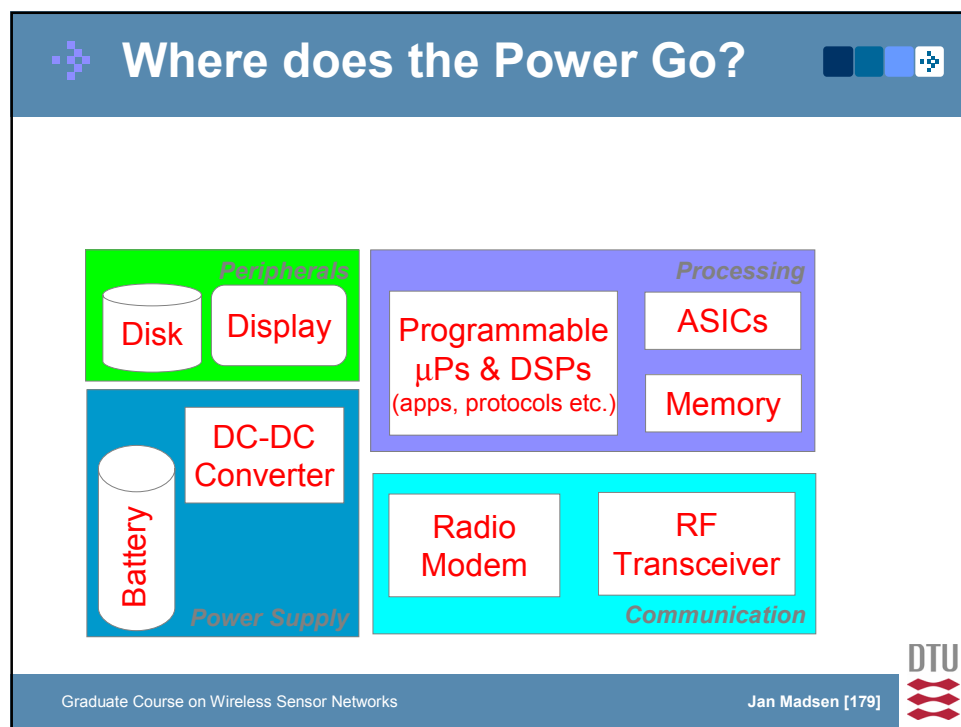 Where does the Power Go?
Peripherals
Disk
Display
Processing
Programmable
μPs & DSPs
(apps, protocols etc.)
ASICs
Memory
DC-DC
Converter
Battery
Power Supply
Radio
Modem
RF
Transceiver
Communication
DTU
Graduate Course on Wireless Sensor Networks
Jan Madsen [179]